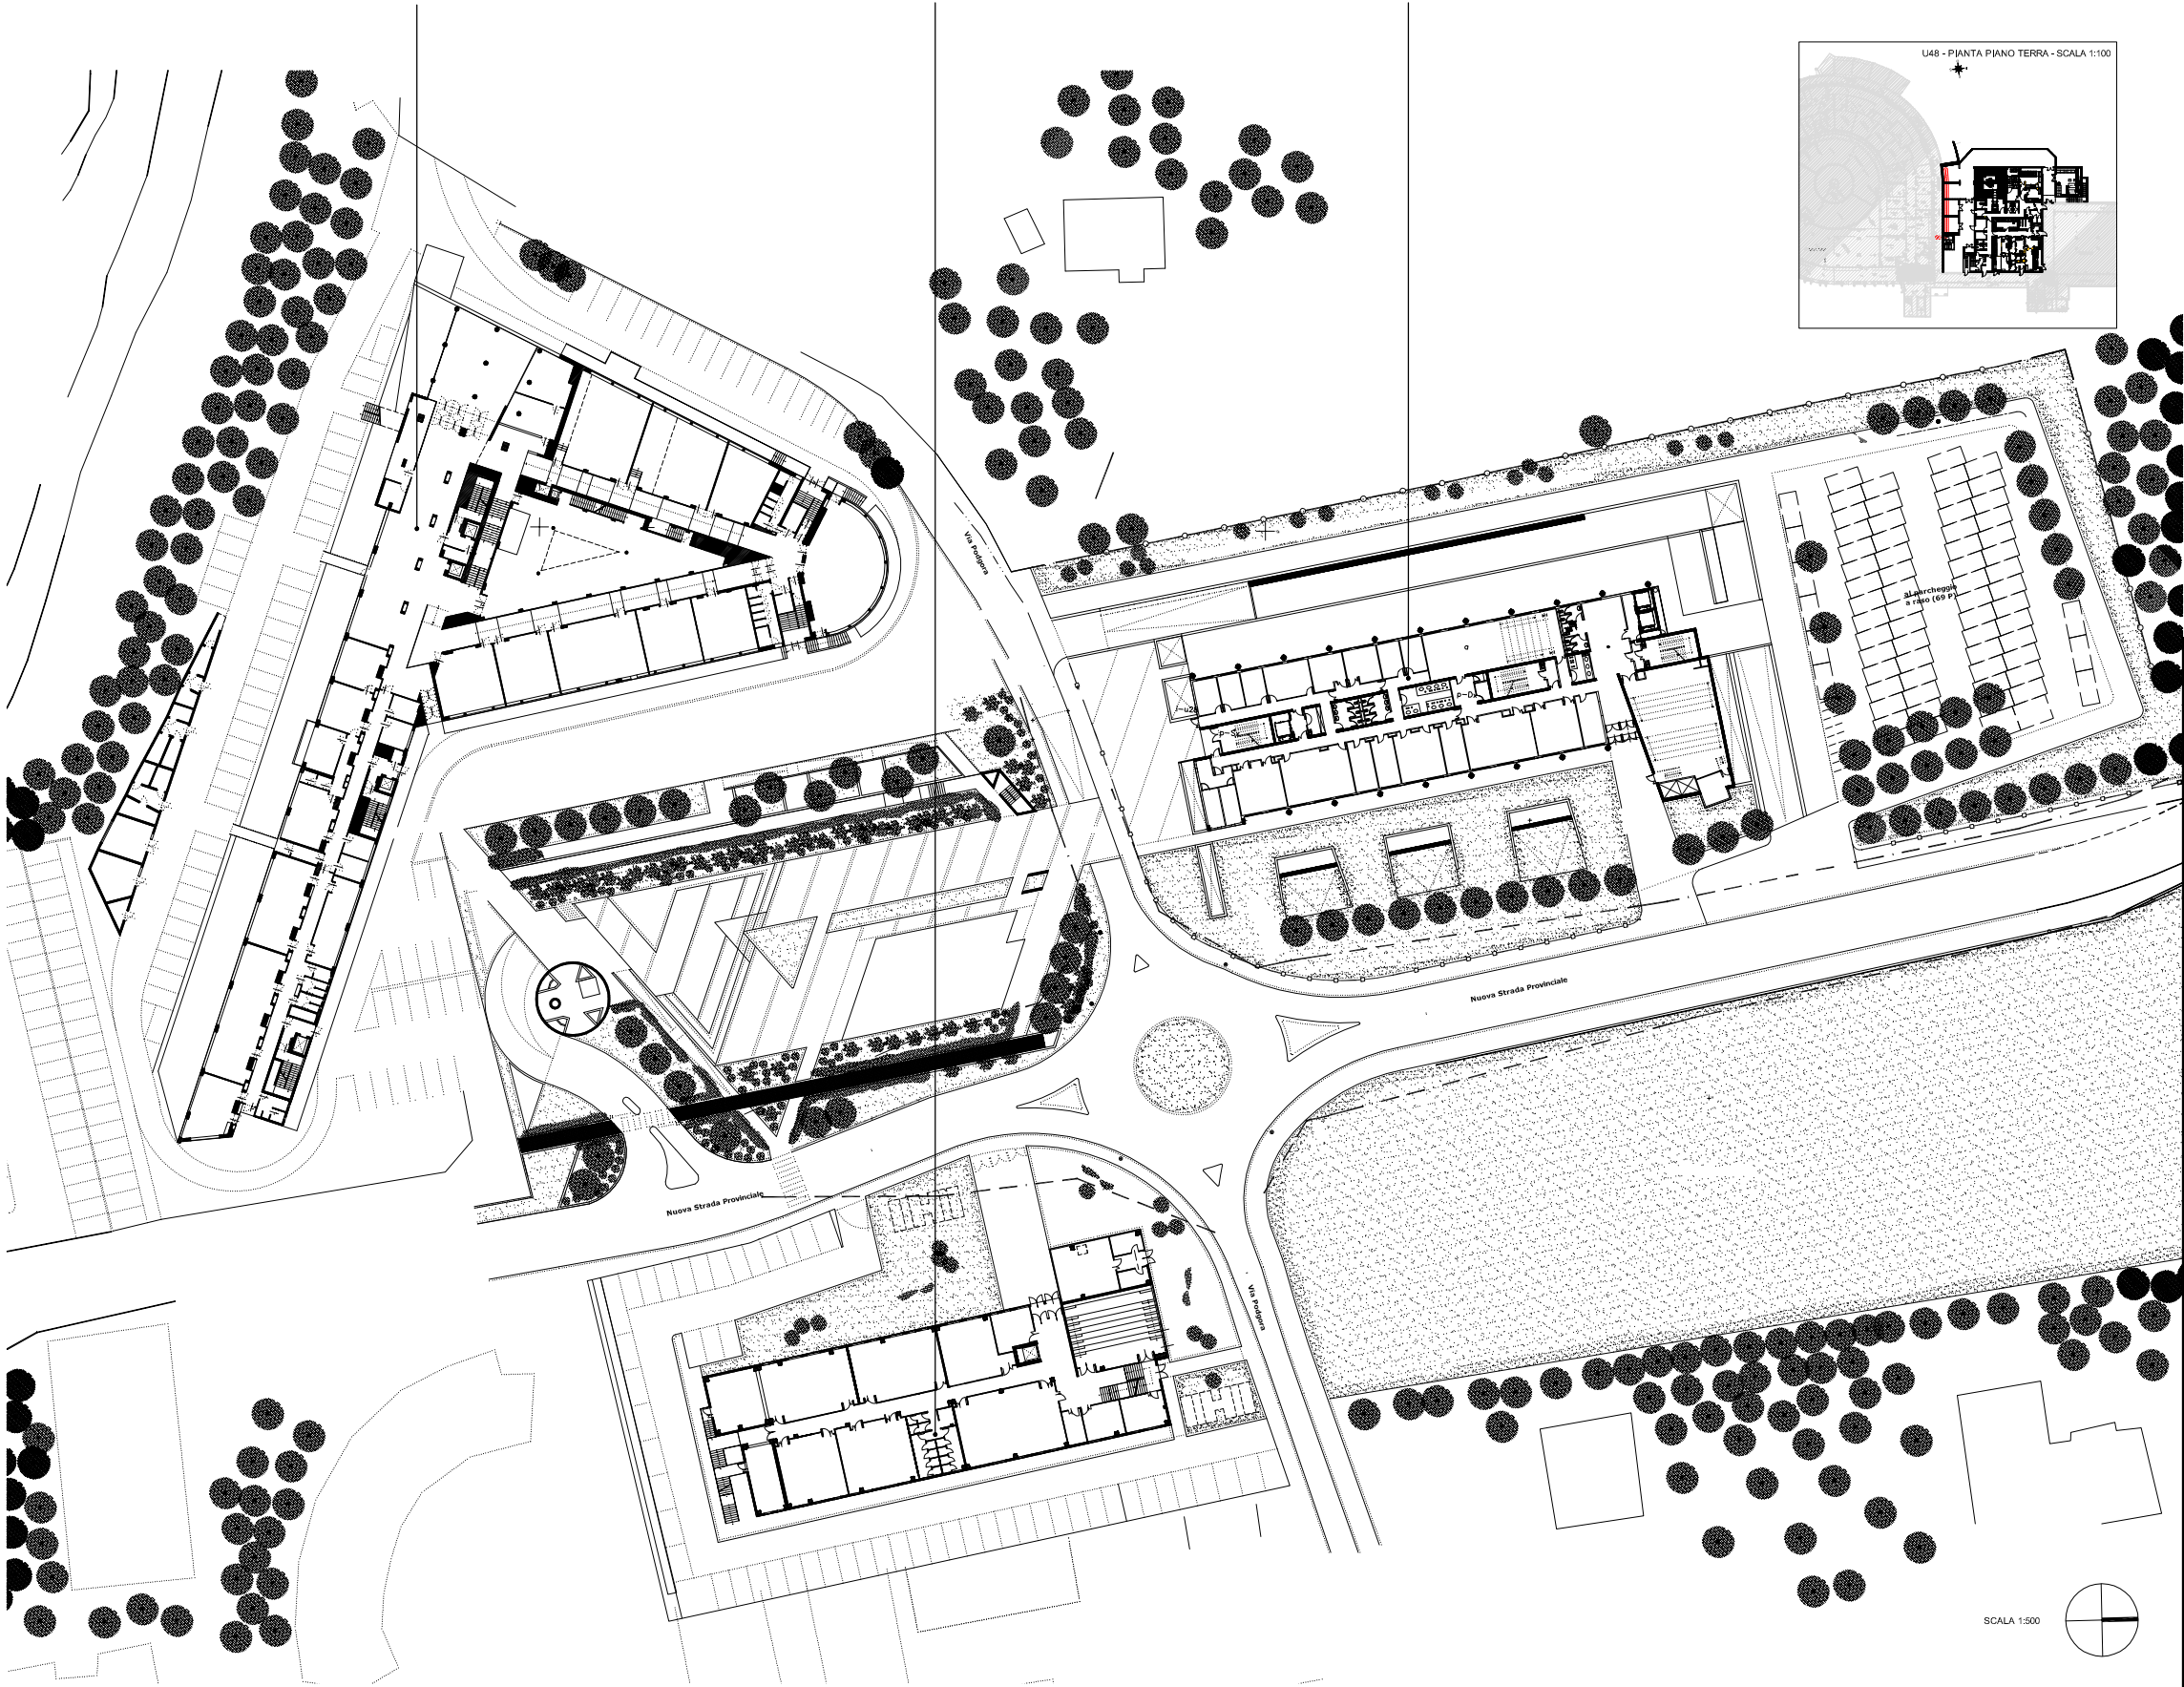 U48 - PIANTA PIANO TERRA - SCALA 1:100
Via Podgora
al parcheggio
a raso (69 P)
Nuova Strada Provinciale
Nuova Strada Provinciale
Via Podgora
SCALA 1:500